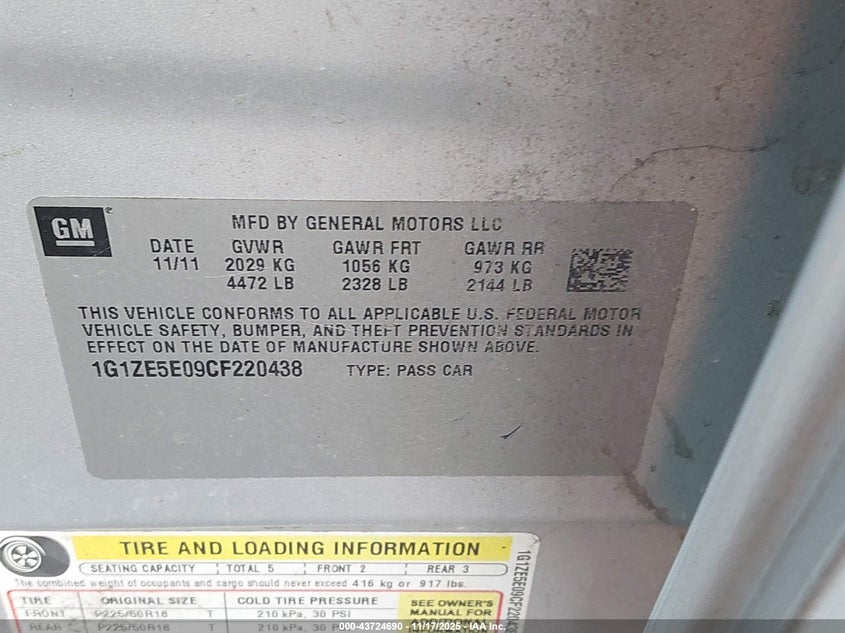 GM
MFD BY GENERAL MOTORS LLC
DATE GVWR GAWR FRT GAWR RR
11/11 2029 KG 1056 KG 973 KG
4472 LB 2328 LB 2144 LB
THIS VEHICLE CONFORMS TO ALL APPLICABLE U.S. FEDERAL MOTOR
VEHICLE SAFETY, BUMPER, AND THEFT PREVENTION STANDARDS IN
EFFECT ON THE DATE OF MANUFACTURE SHOWN ABOVE.
1G1ZE5E09CF220438 TYPE: PASS CAR
TIRE AND LOADING INFORMATION
SEATING CAPACITY TOTAL 5 FRONT 2 REAR 3
The combined weight of occupants and cargo should never exceed 416 kg or 917 lbs.
TIRE ORIGINAL SIZE COLD TIRE PRESSURE
FRONT P225/50R18 T 210 kPa, 30 PSI
REAR P225/50R18 T 210 kPa, 30
SEE OWNER'S
MANUAL FOR
1G1ZE5E09CF22043
000-43724690 - 11/17/2025 - IAA Inc.